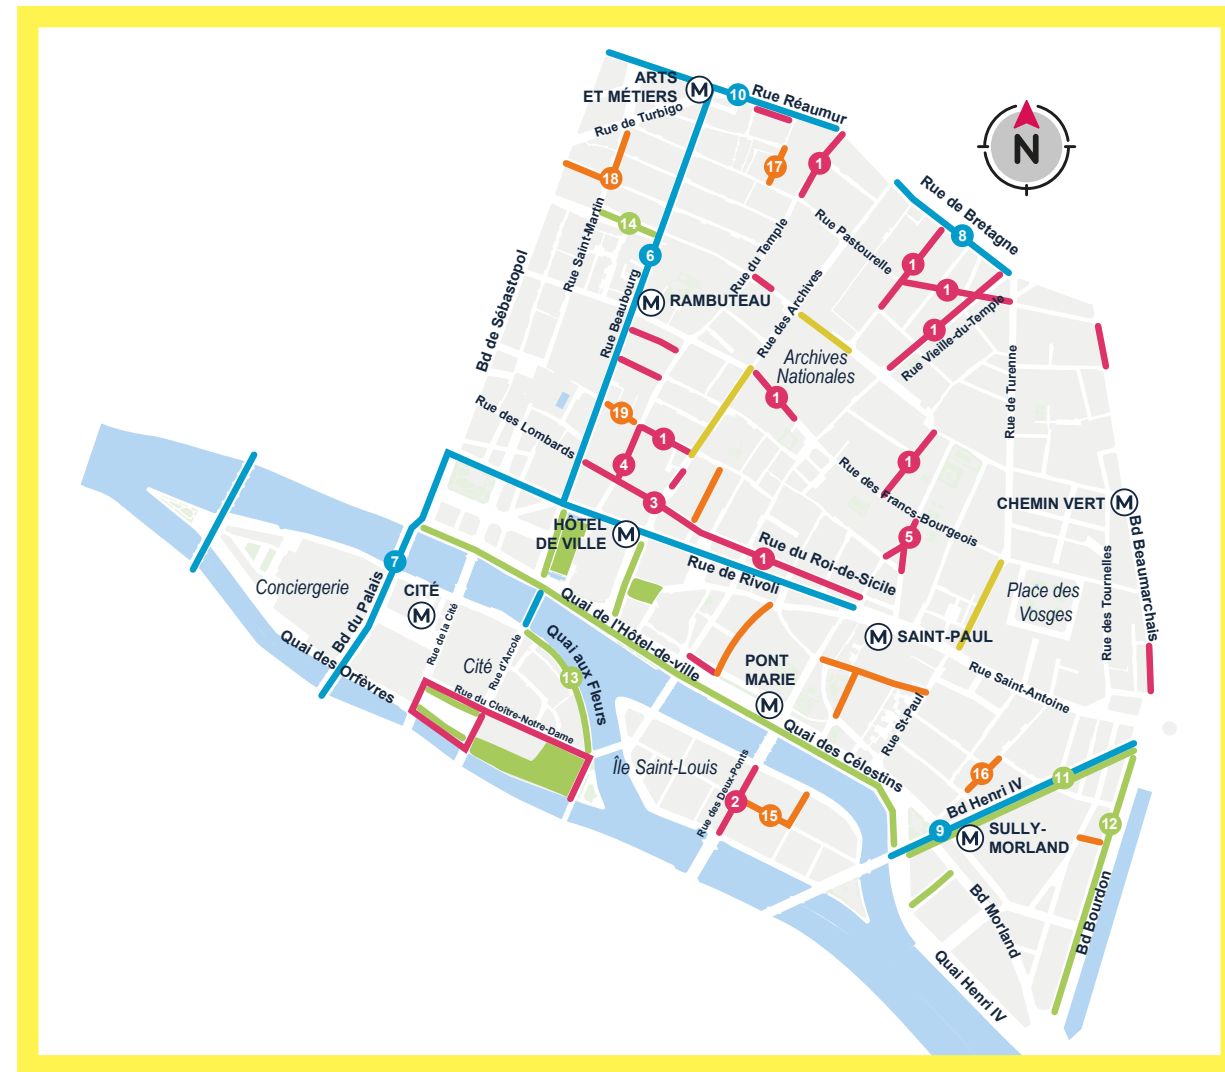 ARTS
ET MÉTIERS
M
10
Rue Réaumur
Rue de Turbigo
N
18
17
1
14
Rue Saint-Martin
6
Rue du Temple
Rue Pastourelle
Rue de Bretagne
8
1
1
1
Rue Vieille-du-Temple
M
RAMBUTEAU
Rue Beaubourg
Rue des Archives
Bd de Sébastopol
Archives
Nationales
Rue de Turenne
1
Rue des Lombards
19
1
4
3
1
Rue des Francs-Bourgeois
5
CHEMIN VERT
M
Bd Beaumarchais
HÔTEL
DE VILLE
M
1
Rue du Roi-de-Sicile
Rue de Rivoli
Place des
Vosges
Rue des Tournelles
7
Conciergerie
Bd du Palais
CITÉ
M
Rue de la Cité
Quai des Orfèvres
Cité
Rue d'Arcole
Quai aux Fleurs
13
Rue du Cloître-Notre-Dame
Quai de l'Hôtel-de-ville
M
SAINT-PAUL
PONT
MARIE
M
Rue Saint-Antoine
Rue St-Paul
Quai des Célestins
Île Saint-Louis
Rue des Deux-Ponts
2
15
16
11
Bd Henri IV
9
M
SULLY-
MORLAND
12
Bd Morland
Bd Bourdon
Quai Henri IV